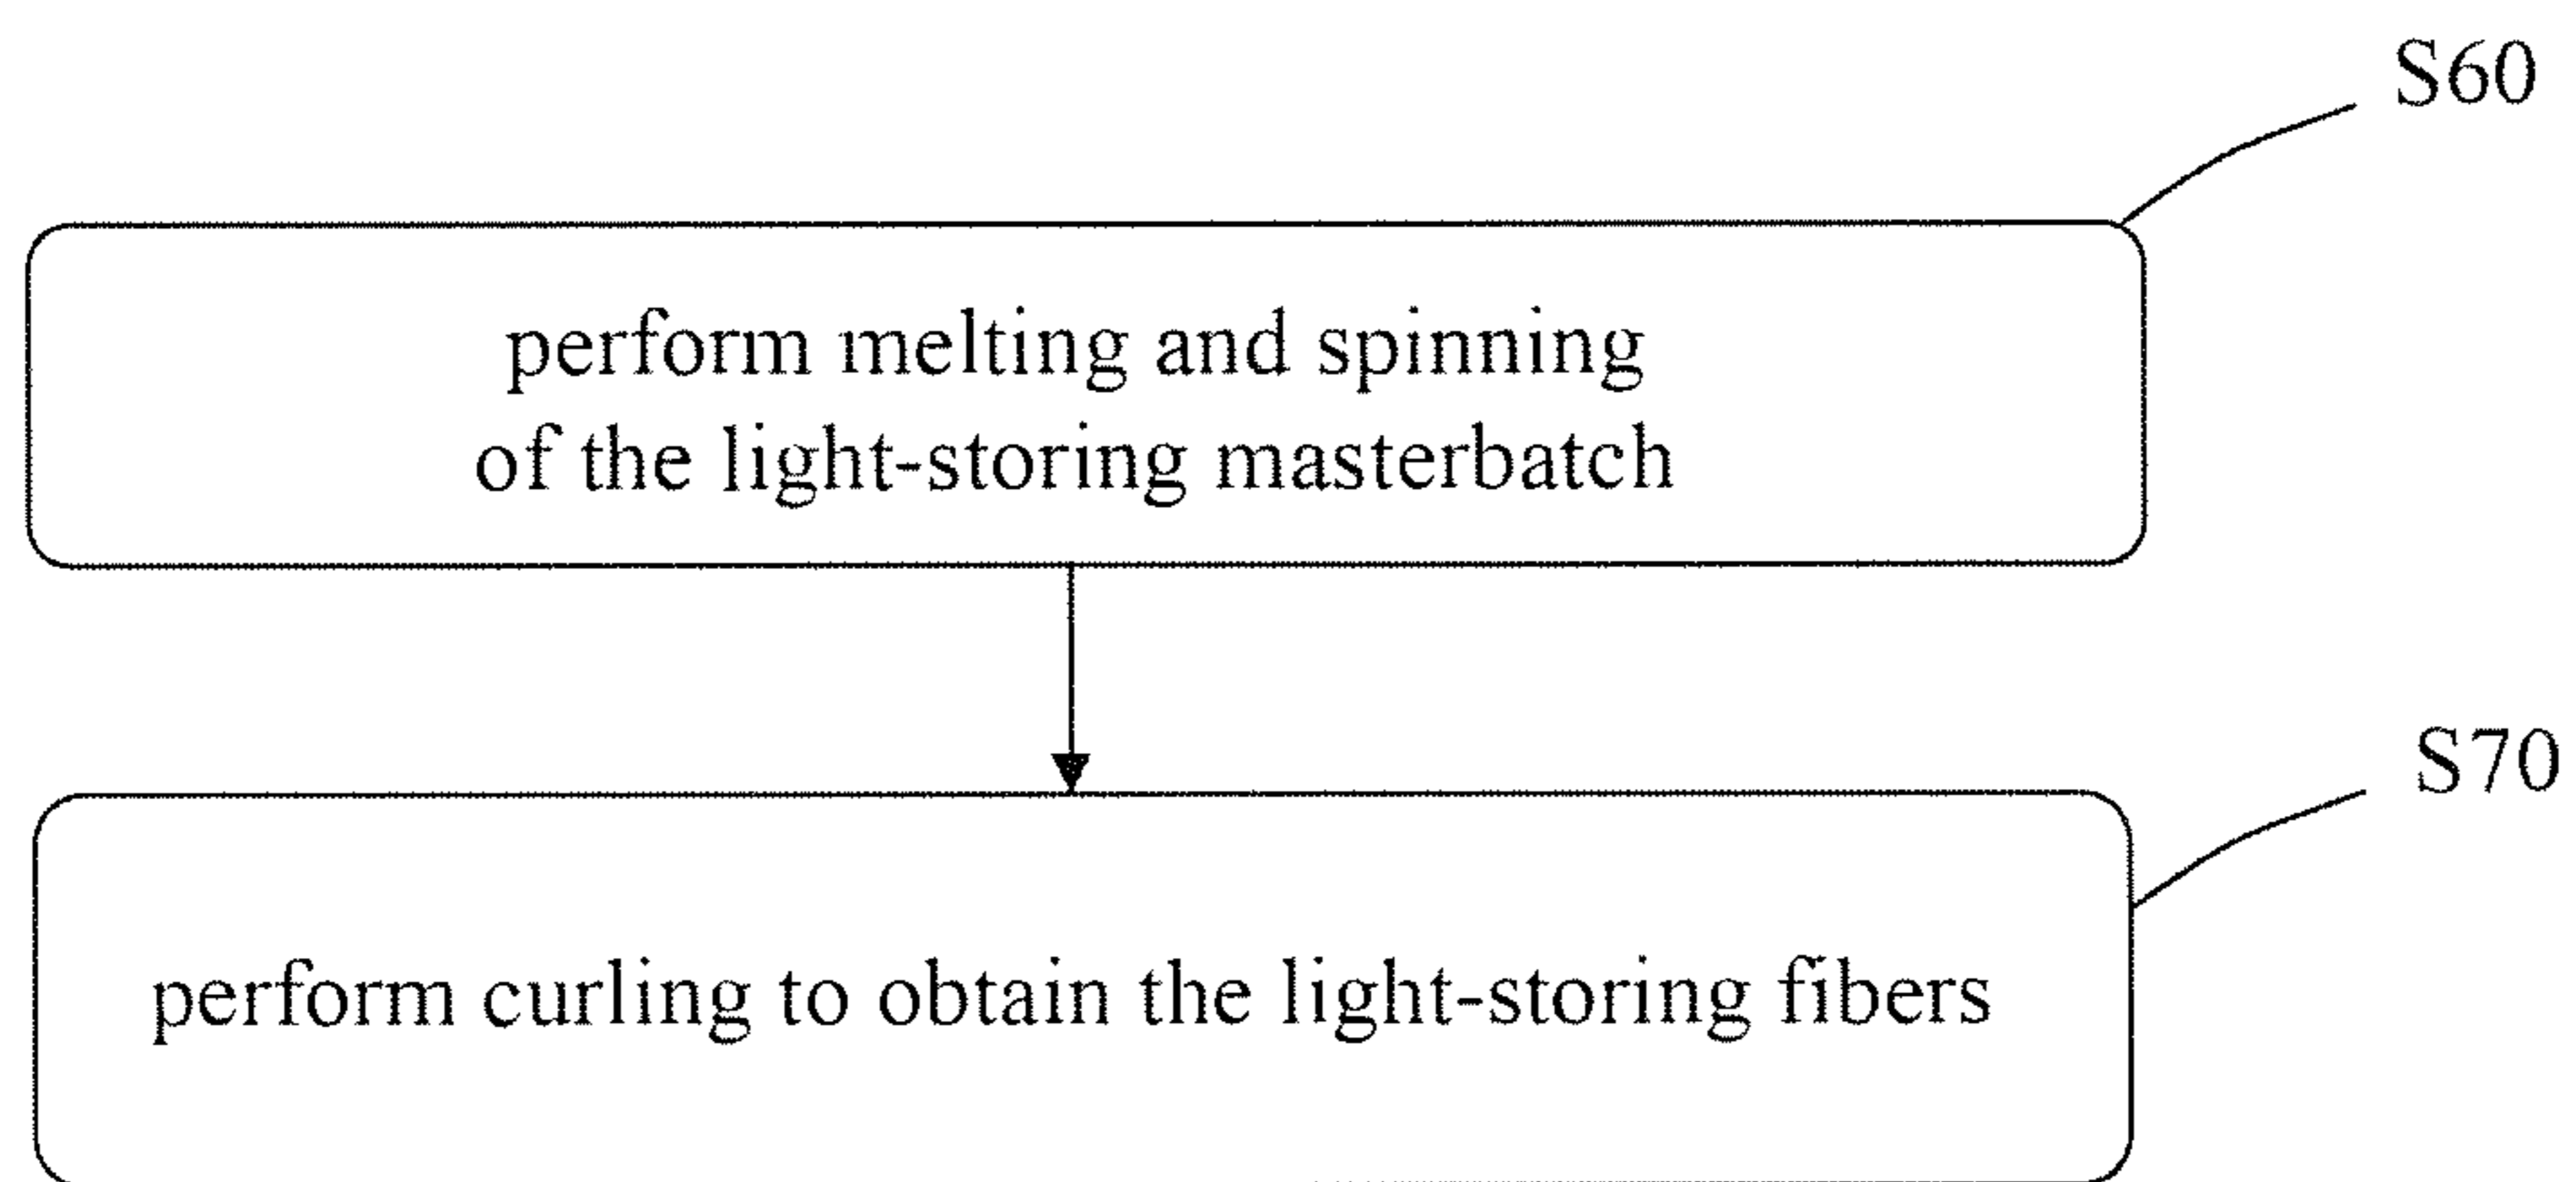 S60
perform melting and spinning
of the light-storing masterbatch
S70
perform curling to obtain the light-storing fibers